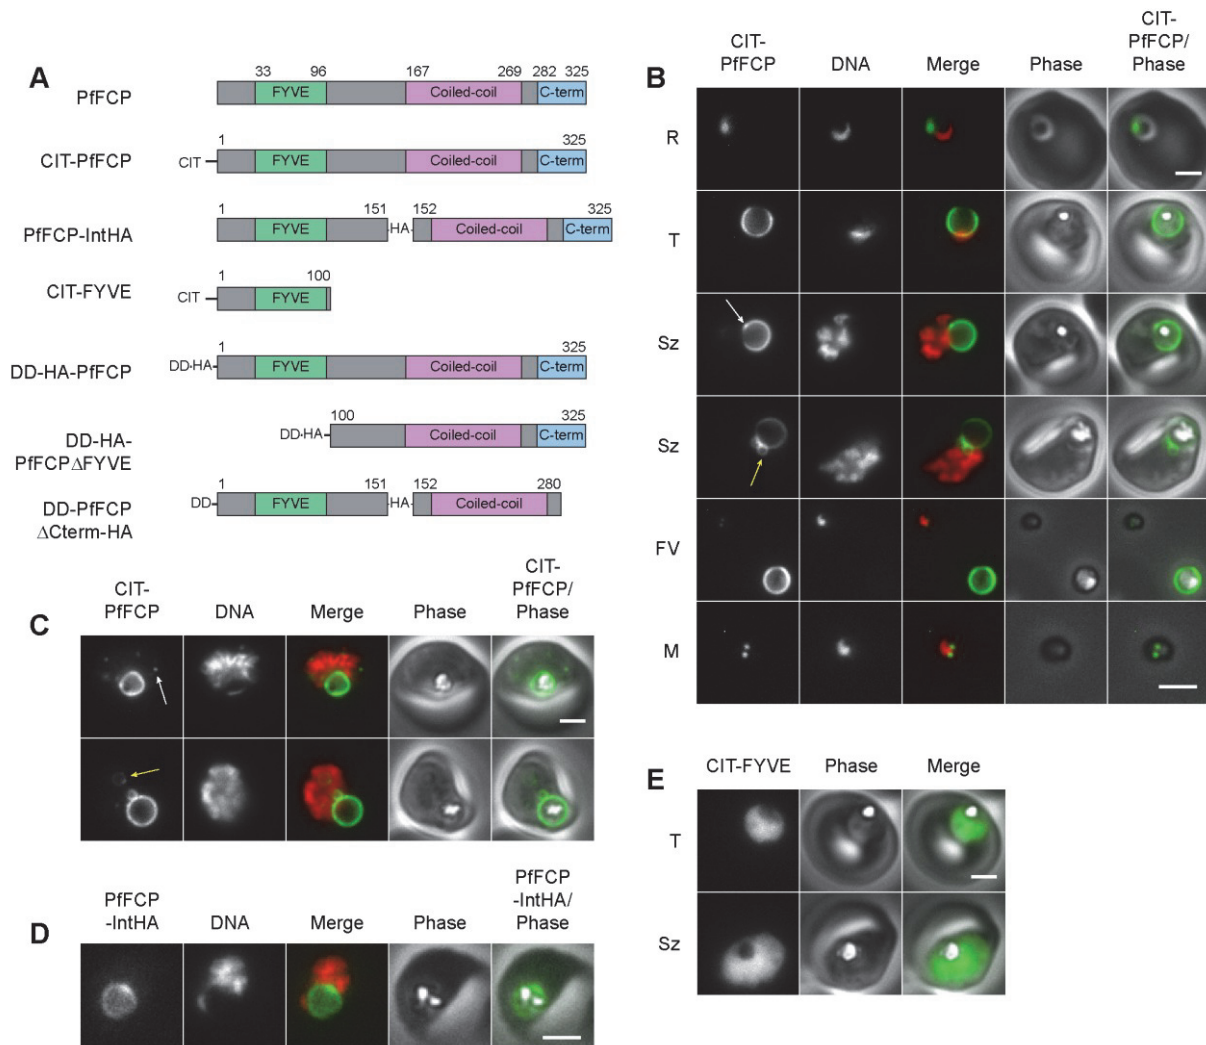 A
33 96 167 269 282 325
PfFCP FYVE Coiled-coil C-term
1 325
CIT-PfFCP CIT FYVE Coiled-coil C-term
1 151 152 325
PfFCP-IntHA FYVE HA Coiled-coil C-term
1 100
CIT-FYVE CIT FYVE
1 325
DD-HA-PfFCP DD-HA FYVE Coiled-coil C-term
100 325
DD-HA-
PfFCPΔFYVE DD-HA Coiled-coil C-term
1 151 152 280
DD-PfFCP
ΔCterm-HA DD FYVE HA Coiled-coil
B
CIT-
PfFCP
DNA
Merge
Phase
CIT-
PfFCP/
Phase
R
T
Sz
Sz
FV
M
C
CIT-
PfFCP
DNA
Merge
Phase
CIT-
PfFCP/
Phase
D
PfFCP
-IntHA
DNA
Merge
Phase
PfFCP
-IntHA/
Phase
E
CIT-FYVE Phase Merge
T
Sz